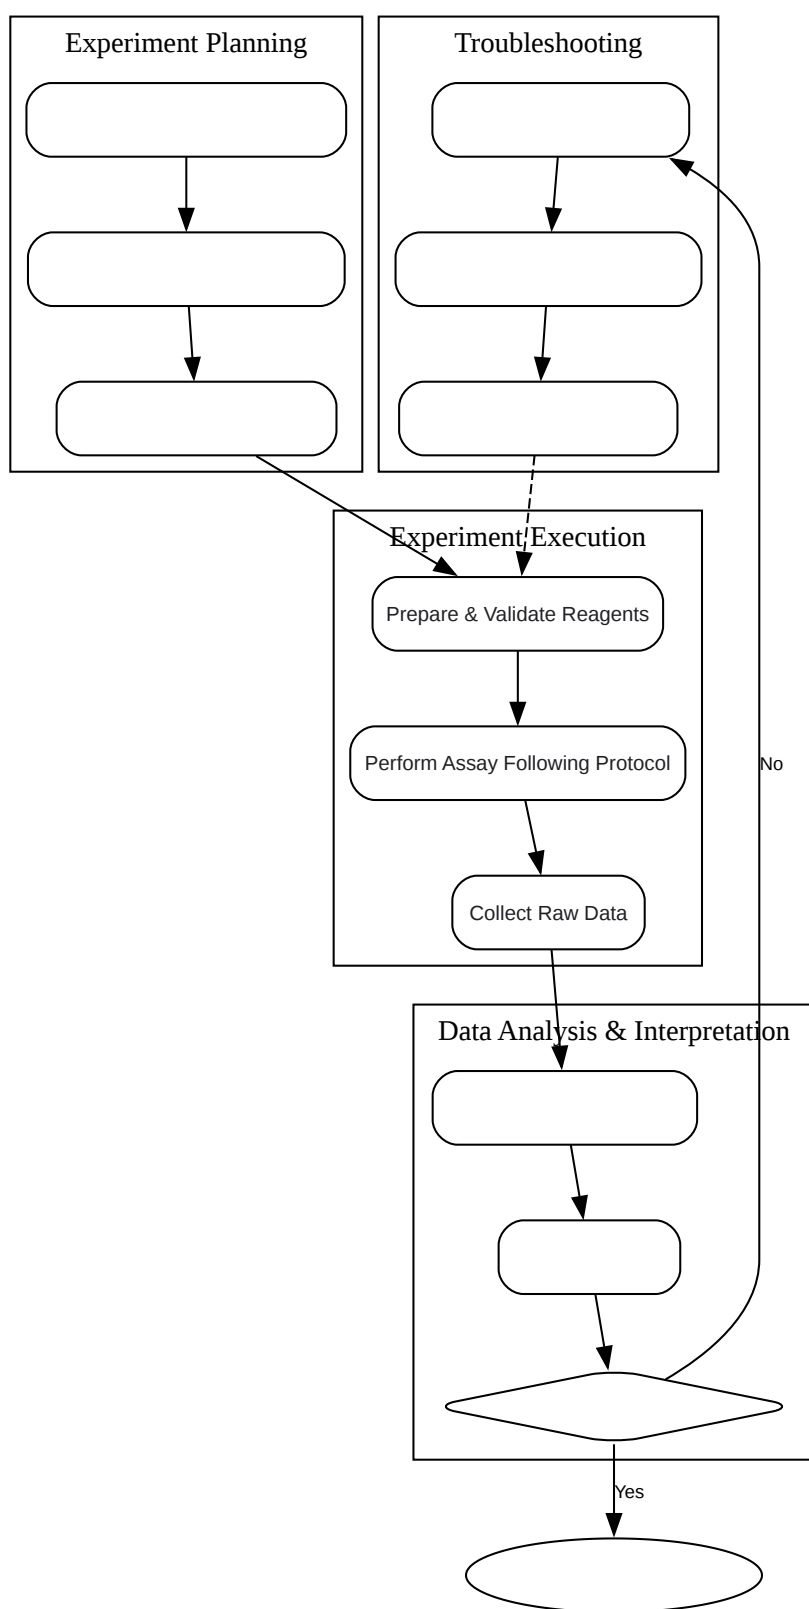 Experiment Planning
Troubleshooting
Experiment Execution
Prepare & Validate Reagents
Perform Assay Following Protocol
No
Collect Raw Data
Data Analysis & Interpretation
Yes